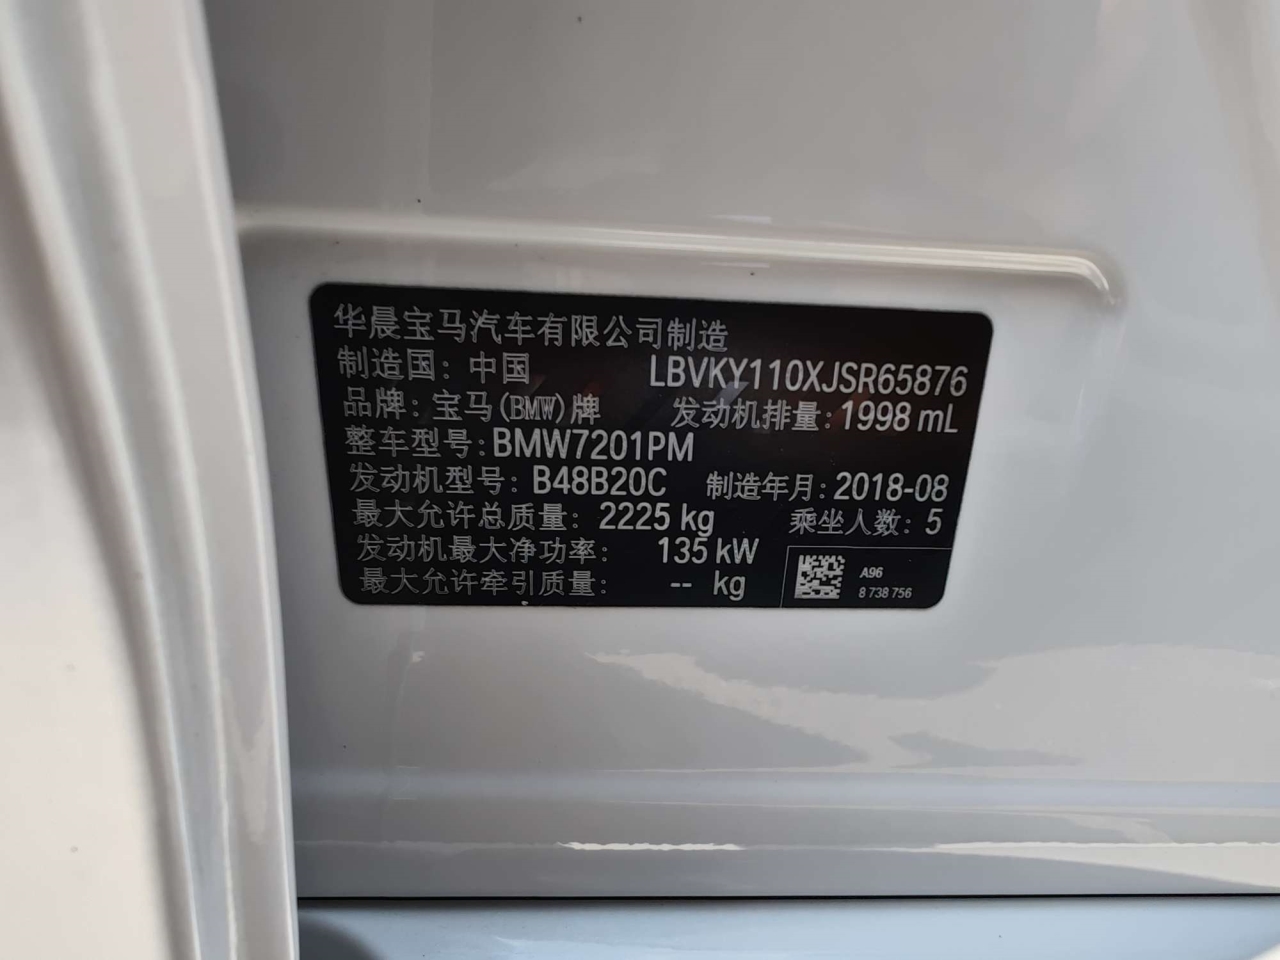 华晨宝马汽车有限公司制造
制造国：中国 LBVKY110XJSR65876
品牌：宝马(BMW)牌 发动机排量：1998 mL
整车型号：BMW7201PM
发动机型号：B48B20C 制造年月：2018-08
最大允许总质量：2225 kg 乘坐人数：5
发动机最大净功率：135 kW
最大允许牵引质量：-- kg
A96
8 738 756